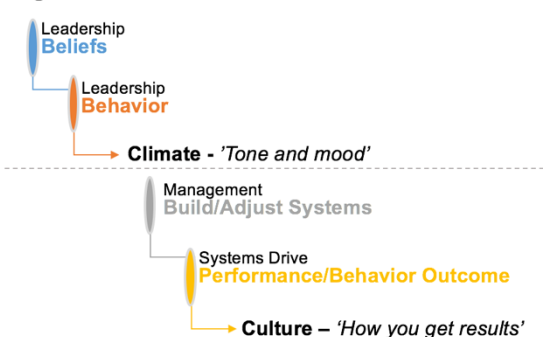 Leadership
Beliefs
Leadership
Behavior
Climate - 'Tone and mood'
Management
Build/Adjust Systems
Systems Drive
Performance/Behavior Outcome
Culture – 'How you get results'